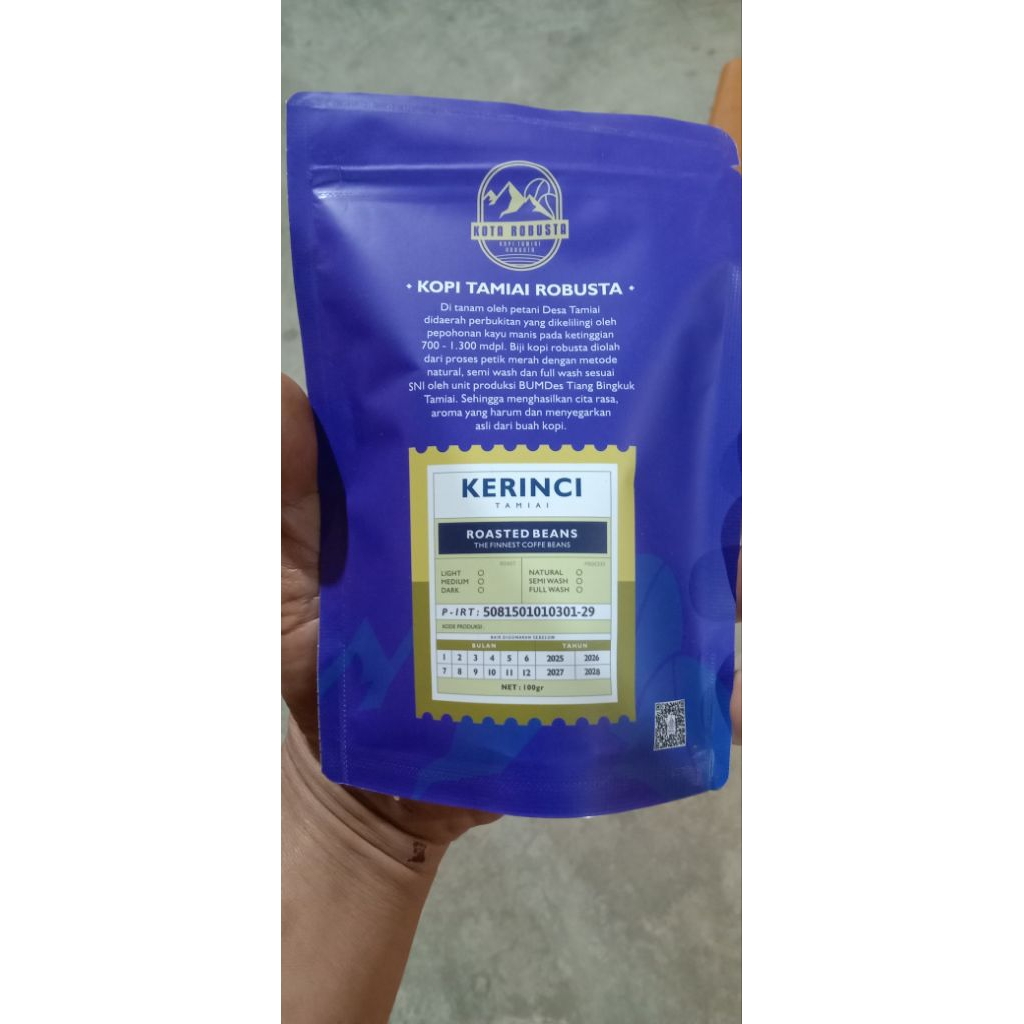 KOTA ROBUSTA
KOPI TAMIAI
ROBUSTA
• KOPI TAMIAI ROBUSTA •
Di tanam oleh petani Desa Tamiai
didaerah perbukitan yang dikelilingi oleh
pepohonan kayu manis pada ketinggian
700 - 1.300 mdpl. Biji kopi robusta diolah
dari proses petik merah dengan metode
natural, semi wash dan full wash sesuai
SNI oleh unit produksi BUMDes Tiang Bingkuk
Tamiai. Sehingga menghasilkan cita rasa,
aroma yang harum dan menyegarkan
asli dari buah kopi.
KERINCI
TAMIAI
ROASTED BEANS
THE FINNEST COFFE BEANS
ROAST PROCESS
LIGHT NATURAL
MEDIUM SEMI WASH
DARK FULL WASH
P-IRT: 5081501010301-29
KODE PRODUKSI :
BAIK DIGUNAKAN SEBELUM
BULAN TAHUN
1 2 3 4 5 6 2025 2026
7 8 9 10 11 12 2027 2028
NET : 100gr